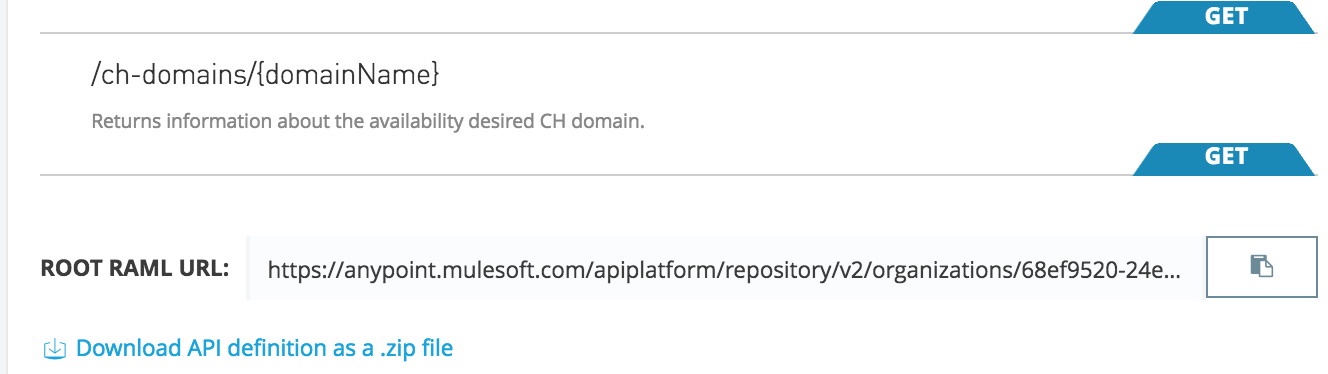 GET
/ch-domains/{domainName}
Returns information about the availability desired CH domain.
GET
ROOT RAML URL: https://anypoint.mulesoft.com/apiplatform/repository/v2/organizations/68ef9520-24e...
Download API definition as a .zip file